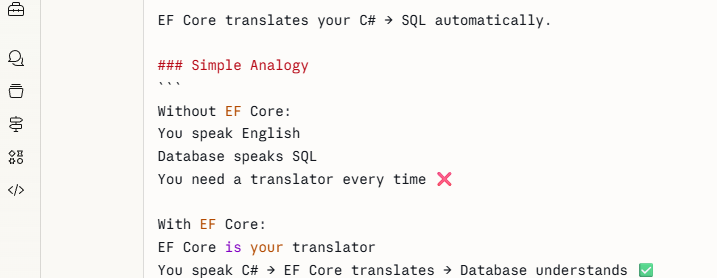 EF Core translates your C# → SQL automatically.
### Simple Analogy
```
Without EF Core:
You speak English
Database speaks SQL
You need a translator every time ❌
With EF Core:
EF Core is your translator
You speak C# → EF Core translates → Database understands ✅